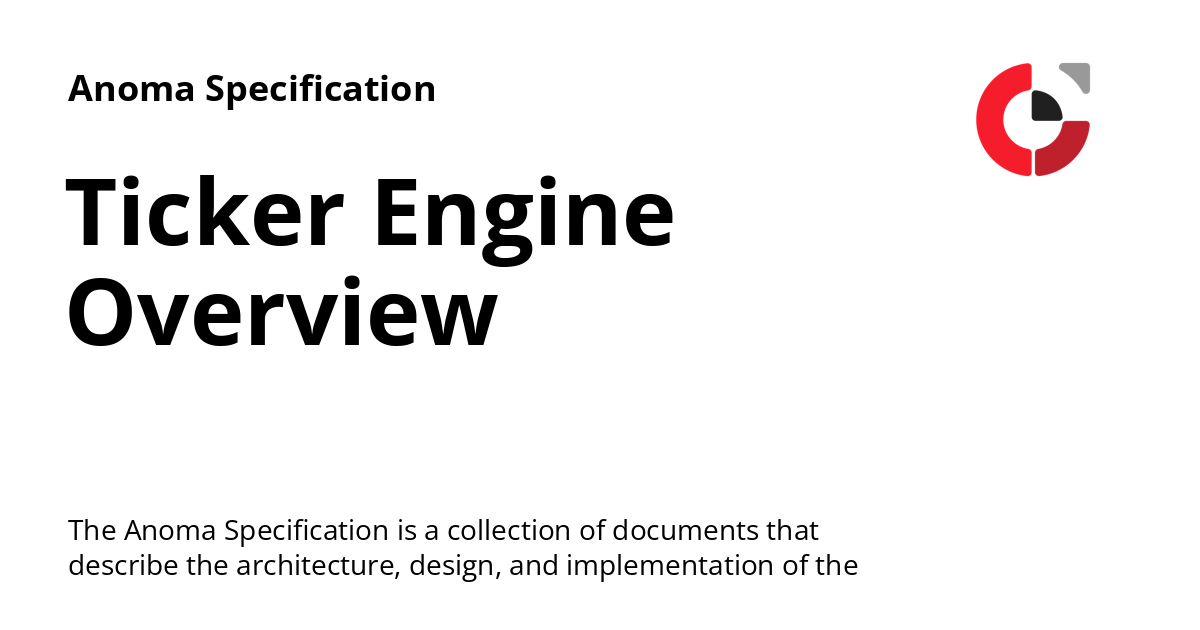 Anoma Specification
Ticker Engine
Overview
The Anoma Specification is a collection of documents that
describe the architecture, design, and implementation of the